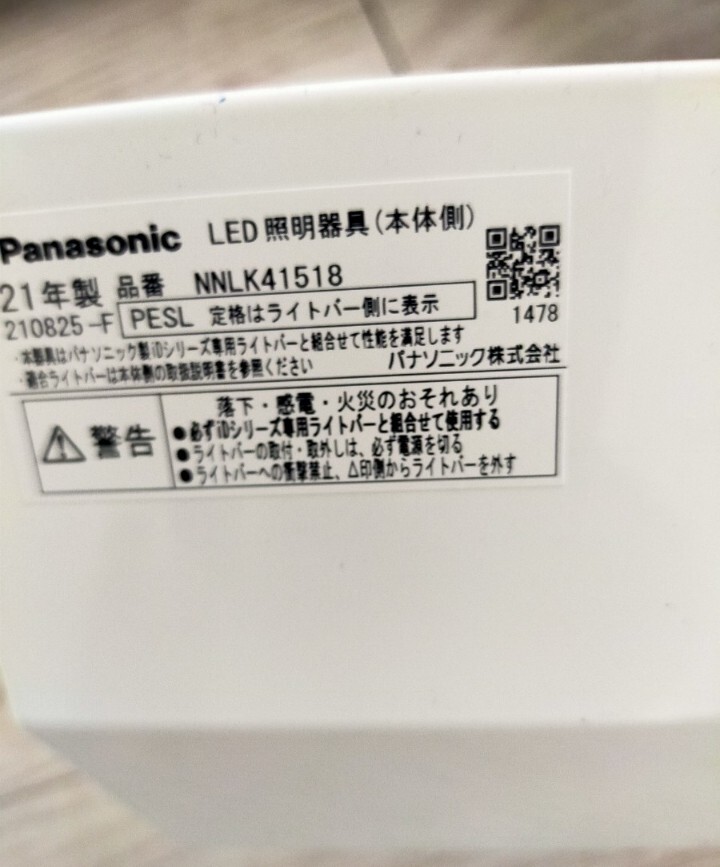 Panasonic LED照明器具(本体側)
21年製 品番 NNLK41518
210825-F PESL 定格はライトバー側に表示
1478
・本器具はパナソニック製iDシリーズ専用ライトバーと組合せて性能を満足します
・適合ライトバーは本体側の取扱説明書を参照ください パナソニック株式会社
警告
落下・感電・火災のおそれあり
●必ずiDシリーズ専用ライトバーと組合せて使用する
●ライトバーの取付・取外しは、必ず電源を切る
●ライトバーへの衝撃禁止、△印側からライトバーを外す